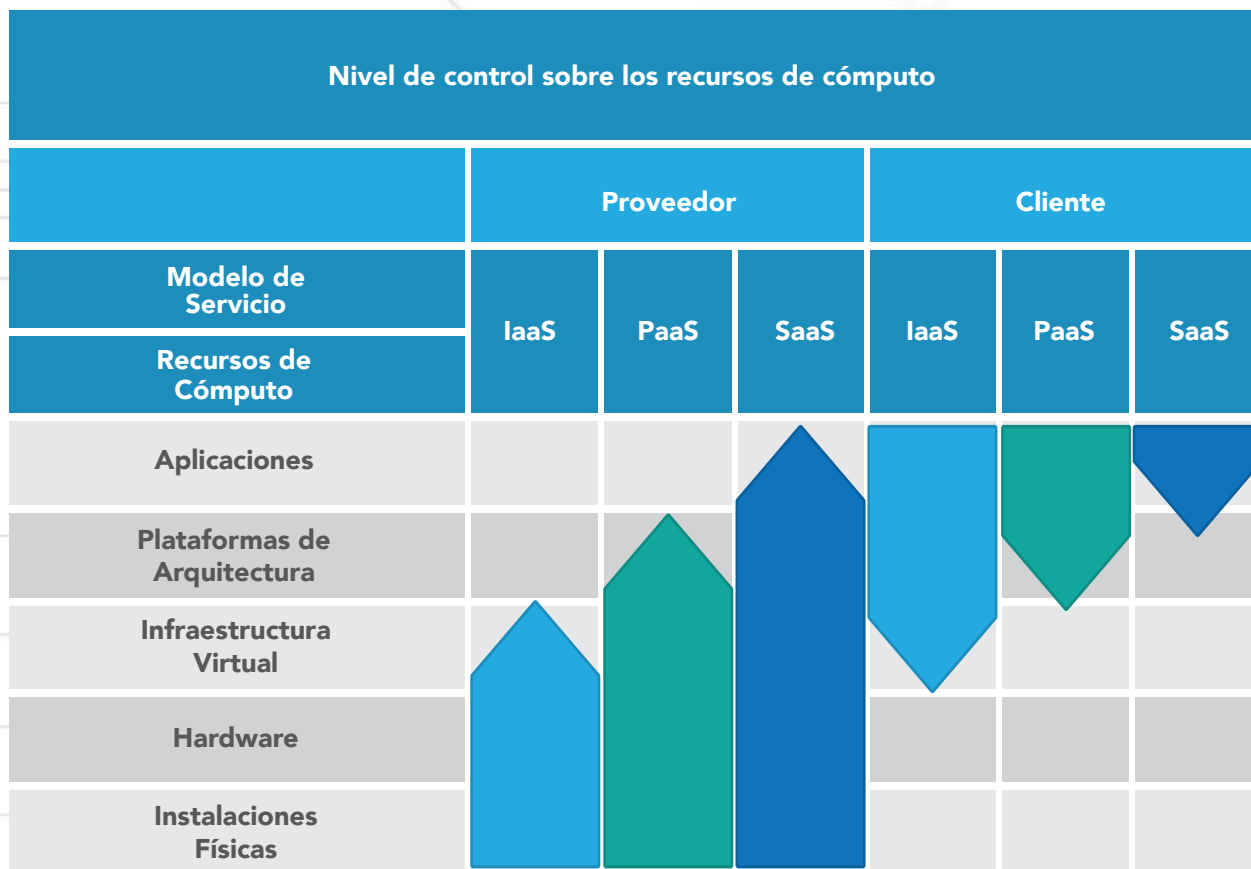 Nivel de control sobre los recursos de cómputo
Proveedor
Cliente
Modelo de
Servicio
Recursos de
Cómputo
IaaS
PaaS
SaaS
IaaS
PaaS
SaaS
Aplicaciones
Plataformas de
Arquitectura
Infraestructura
Virtual
Hardware
Instalaciones
Físicas